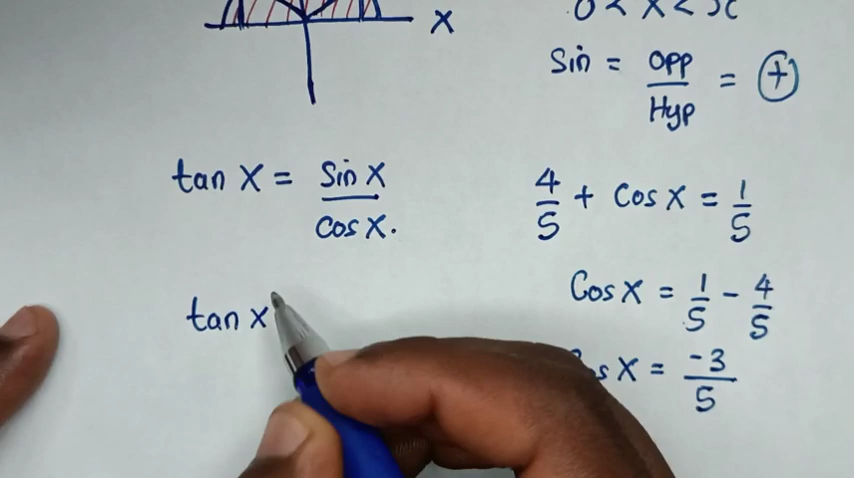 X
0 < x < π
Sin = Opp/Hyp = (+)
tan X = Sin X/Cos X.
4/5 + Cos X = 1/5
Cos X = 1/5 - 4/5
tan X
X = -3/5